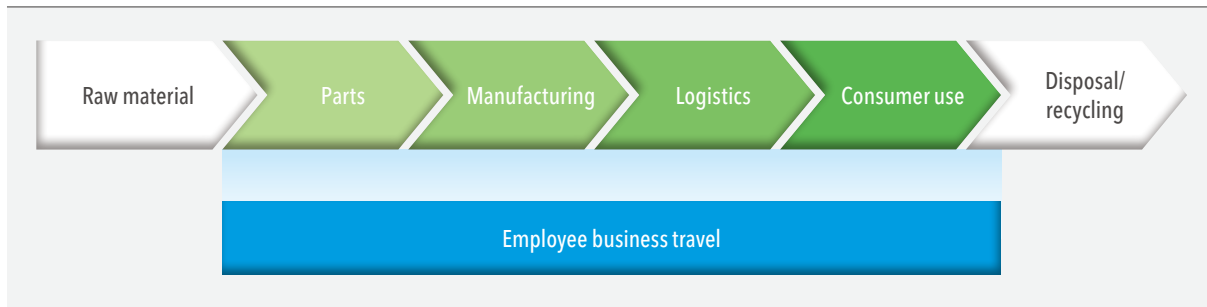 Raw material
Parts
Manufacturing
Logistics
Consumer use
Disposal/
recycling
Employee business travel